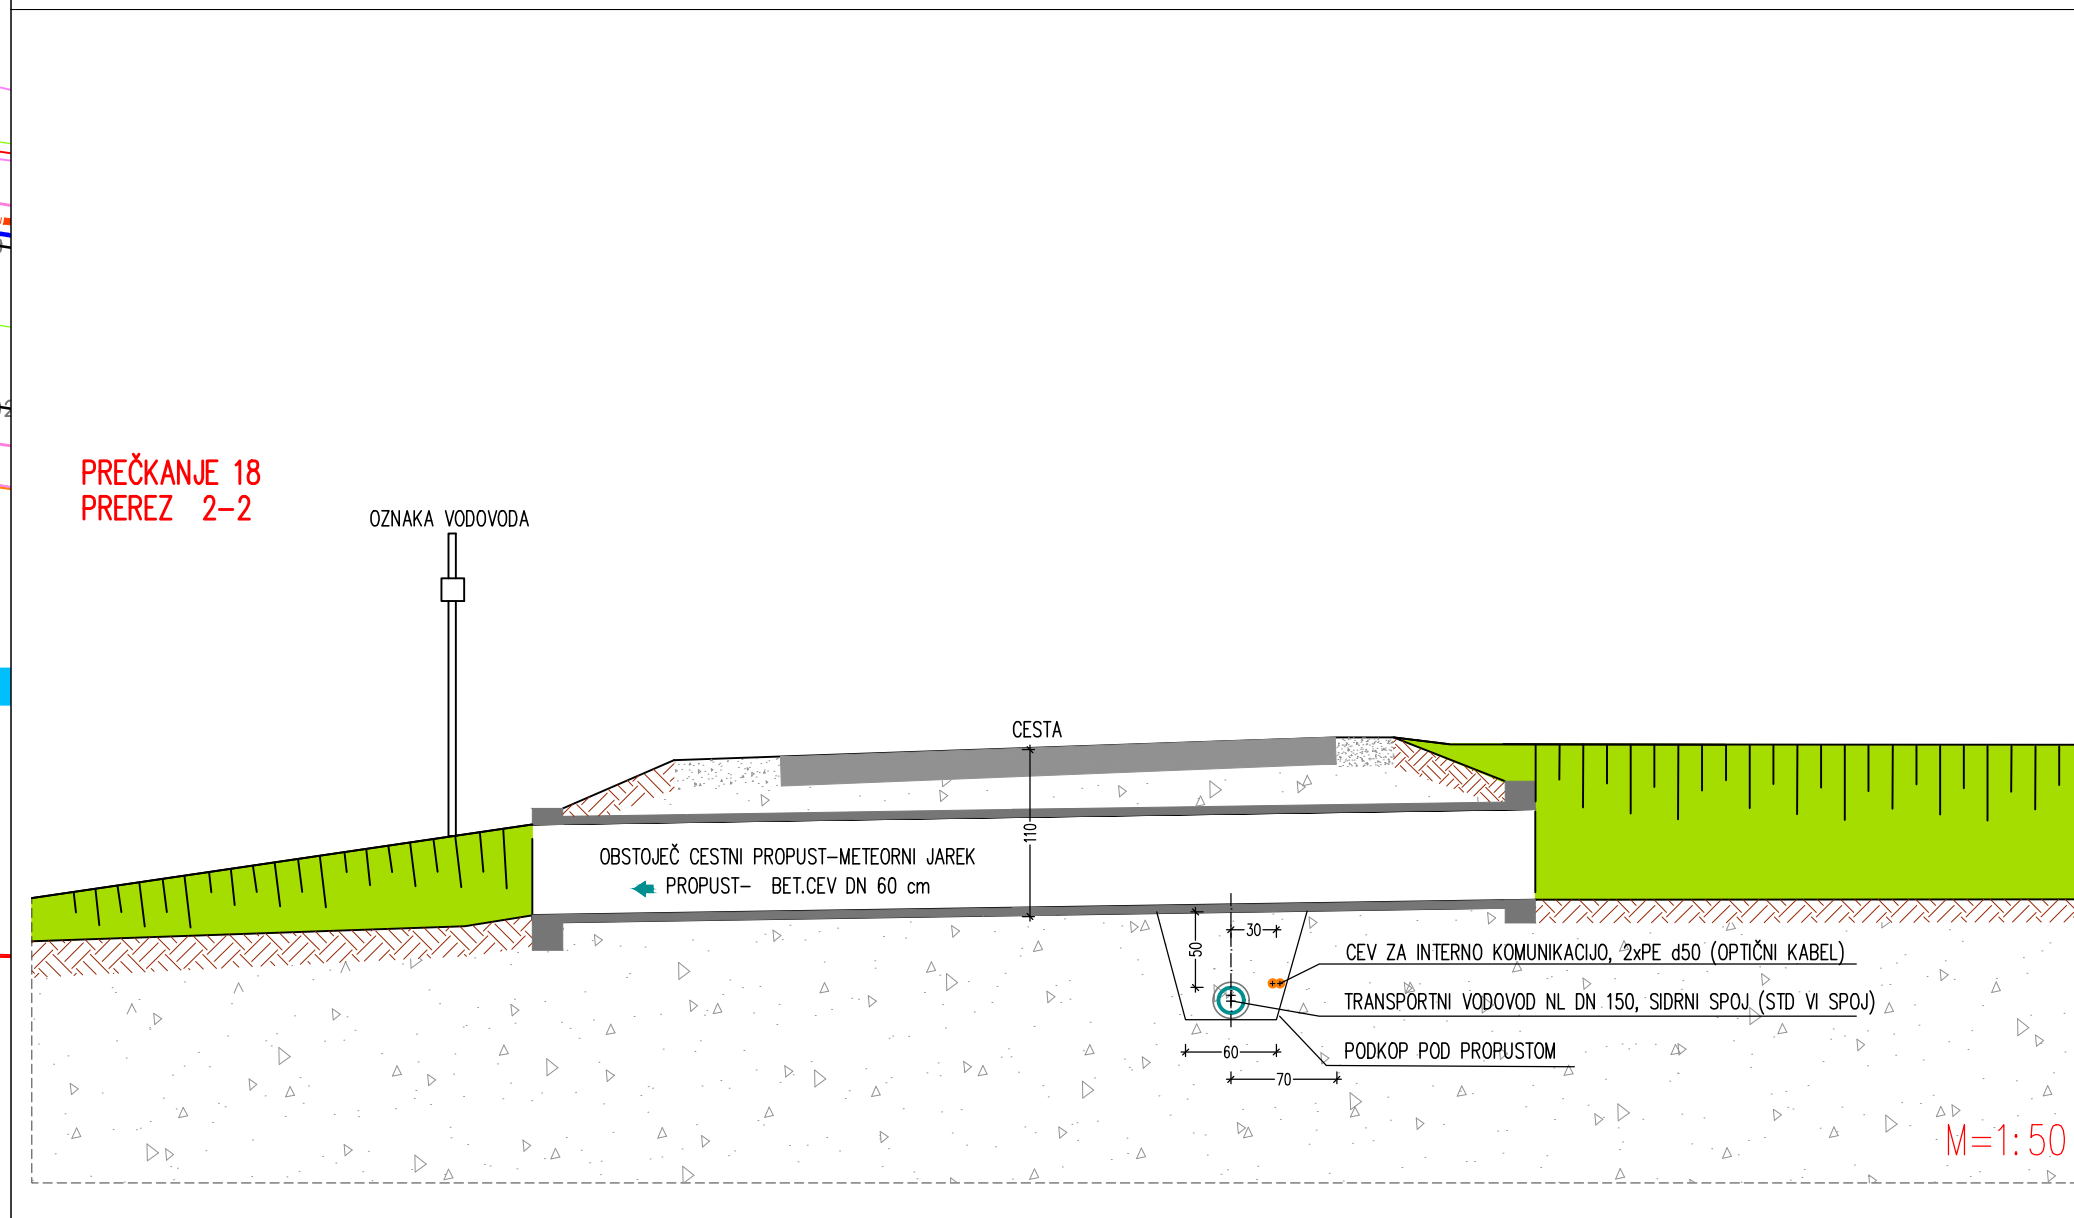 PREČKANJE 18
PREREZ 2-2
OZNAKA VODOVODA
CESTA
110
OBSTOJEČ CESTNI PROPUST-METEORNI JAREK
PROPUST- BET.CEV DN 60 cm
30
50
CEV ZA INTERNO KOMUNIKACIJO, 2xPE d50 (OPTIČNI KABEL)
TRANSPORTNI VODOVOD NL DN 150, SIDRNI SPOJ (STD VI SPOJ)
60
PODKOP POD PROPUSTOM
70
M=1:50